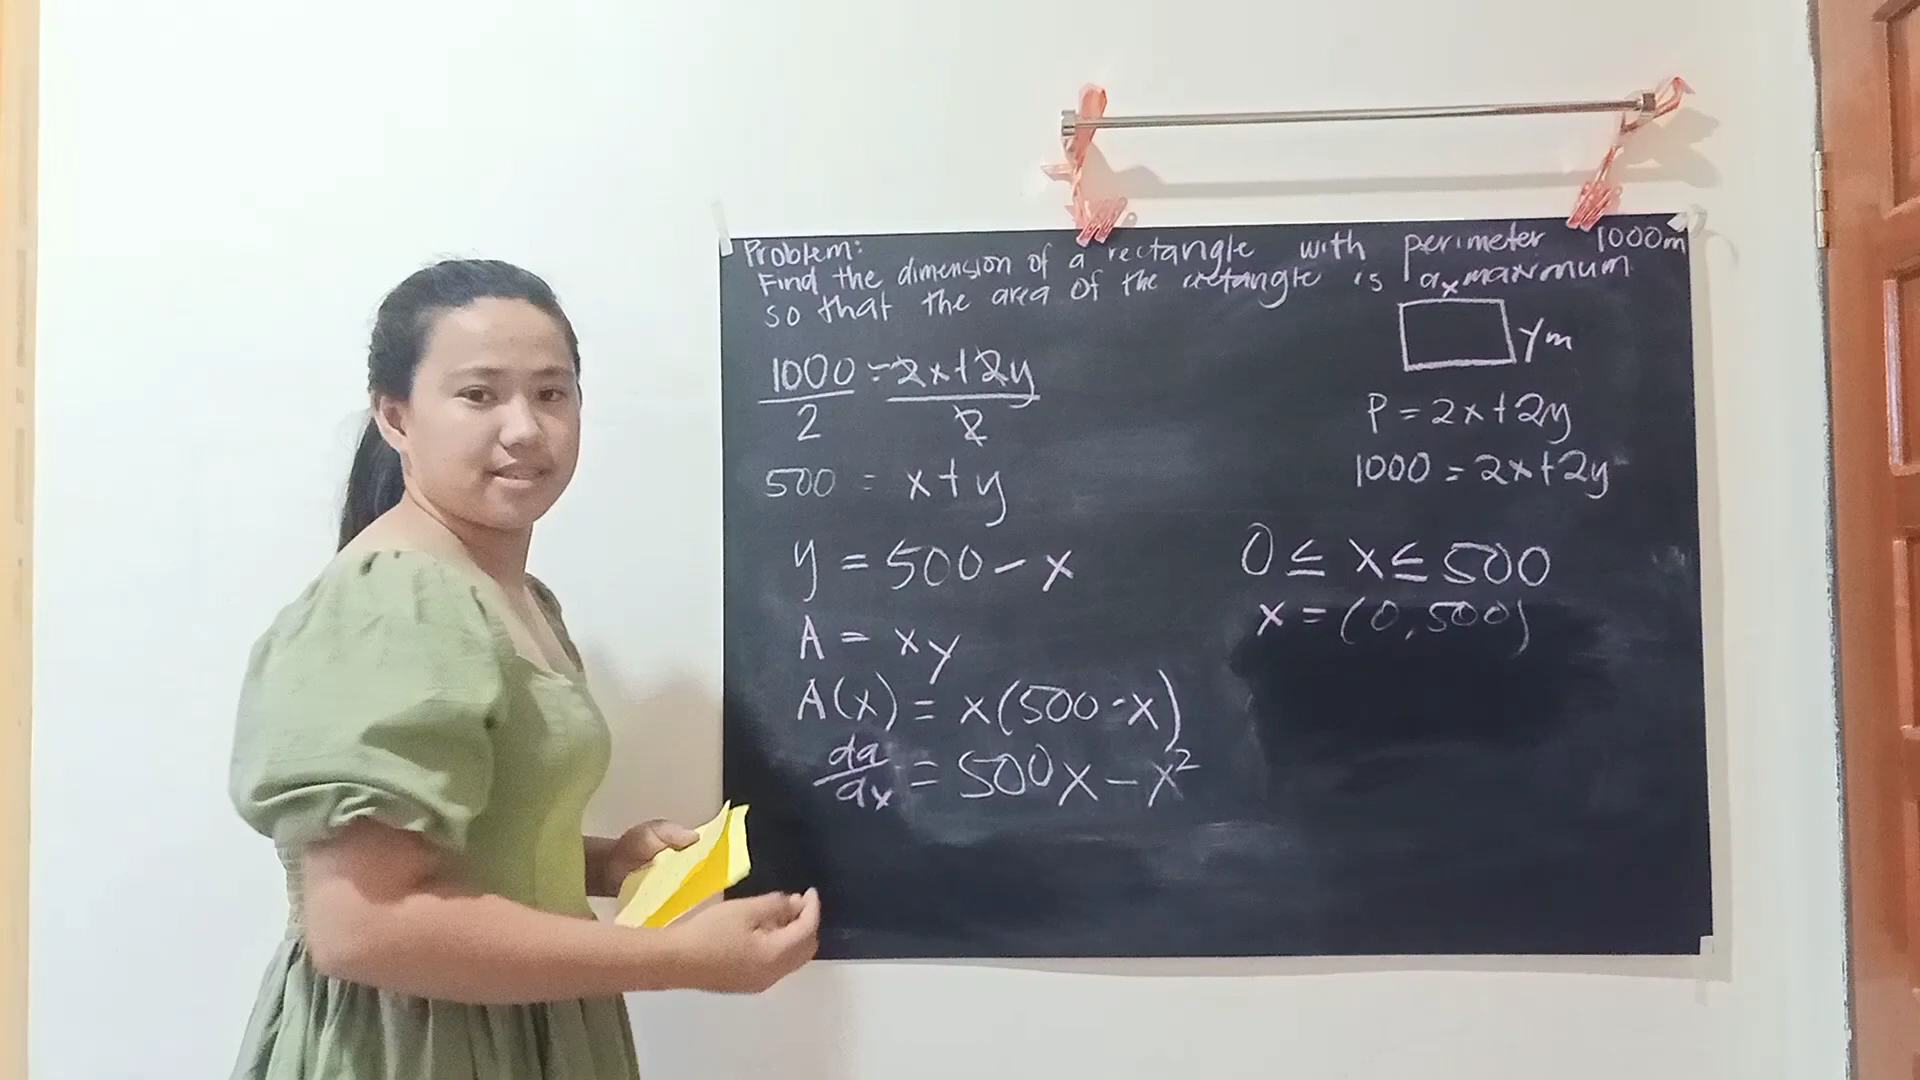 Problem:
Find the dimension of a rectangle with perimeter 1000m
so that the area of the rectangle is a maximum
x
ym
1000 = 2x+2y
2 2
P = 2x+2y
500 = x+y
1000 = 2x+2y
y = 500-x
0 ≤ x ≤ 500
A = xy
x = (0,500)
A(x) = x(500-x)
da
dx = 500x-x²